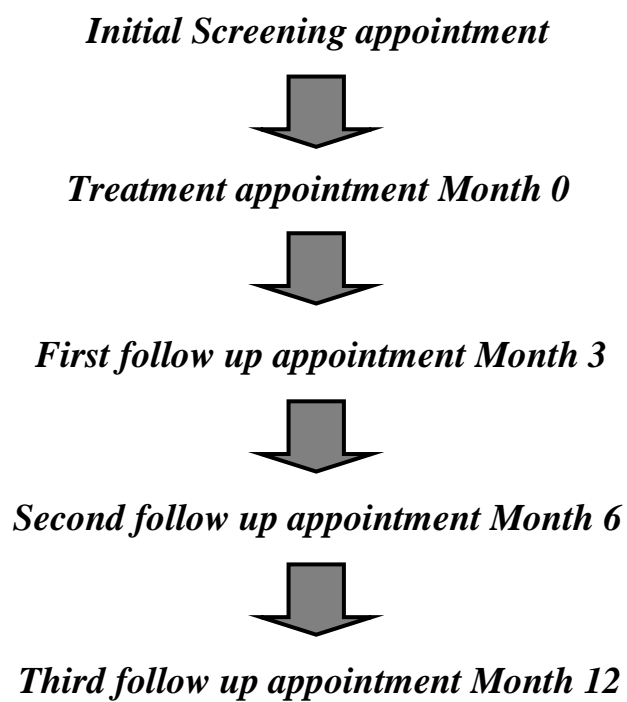 Initial Screening appointment
Treatment appointment Month 0
First follow up appointment Month 3
Second follow up appointment Month 6
Third follow up appointment Month 12